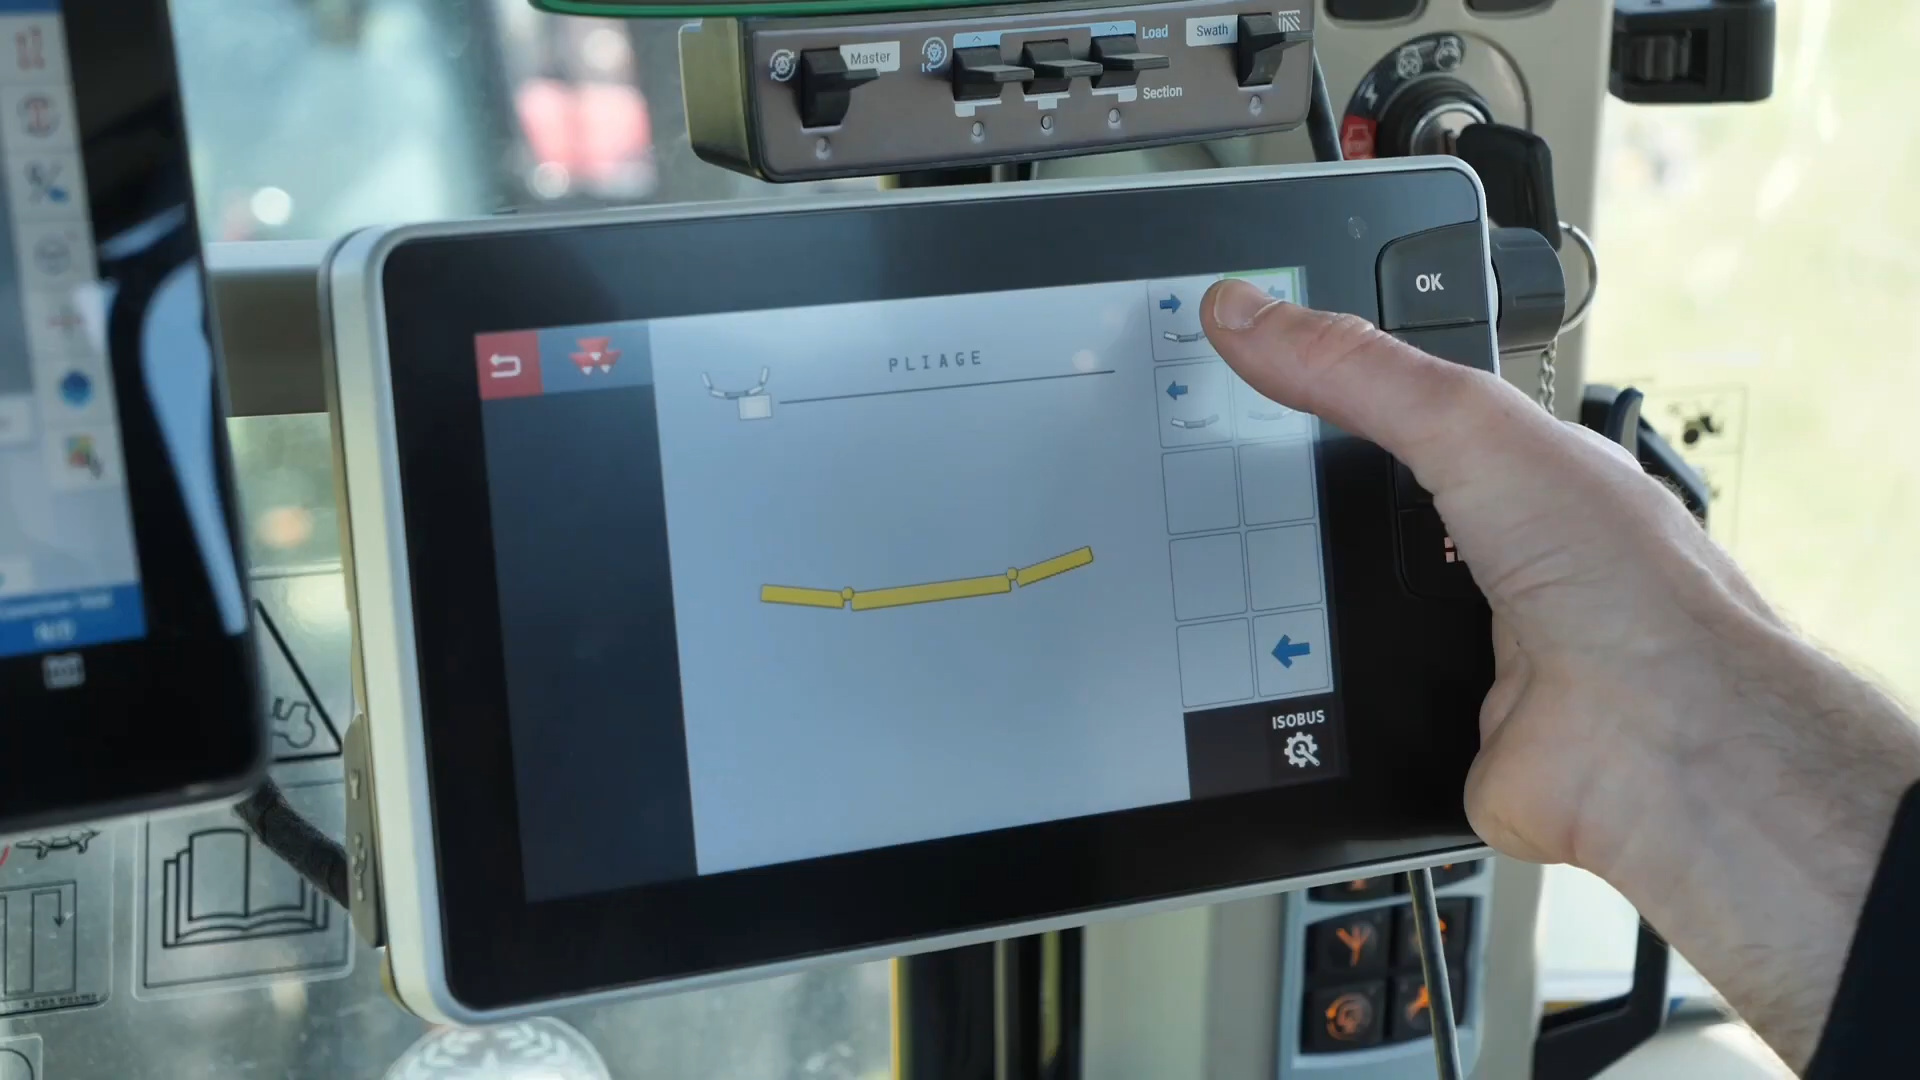 Master
Load
Section
Swath
OK
PLIAGE
ISOBUS
N/A